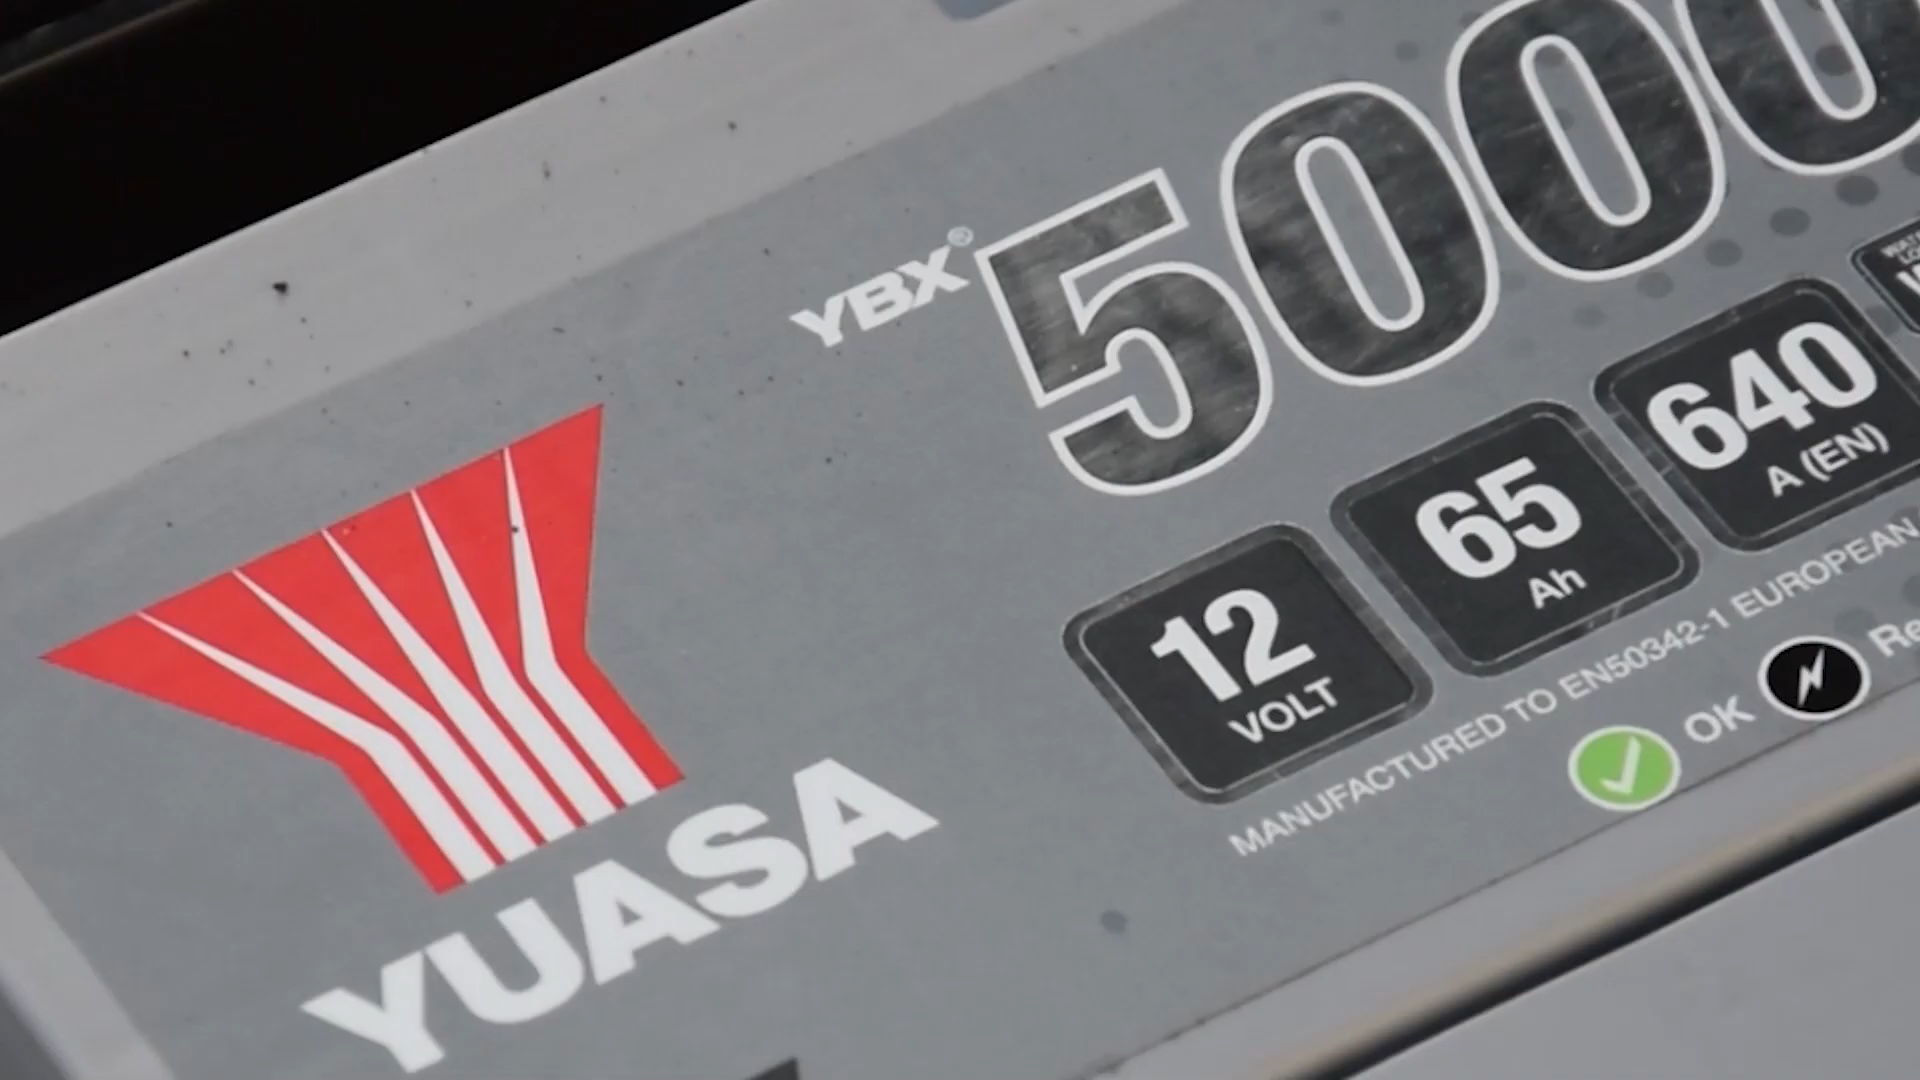 YBX® 5000
12 VOLT
65 Ah
640 A (EN)
MANUFACTURED TO EN50342-1 EUROPEAN
OK
YUASA